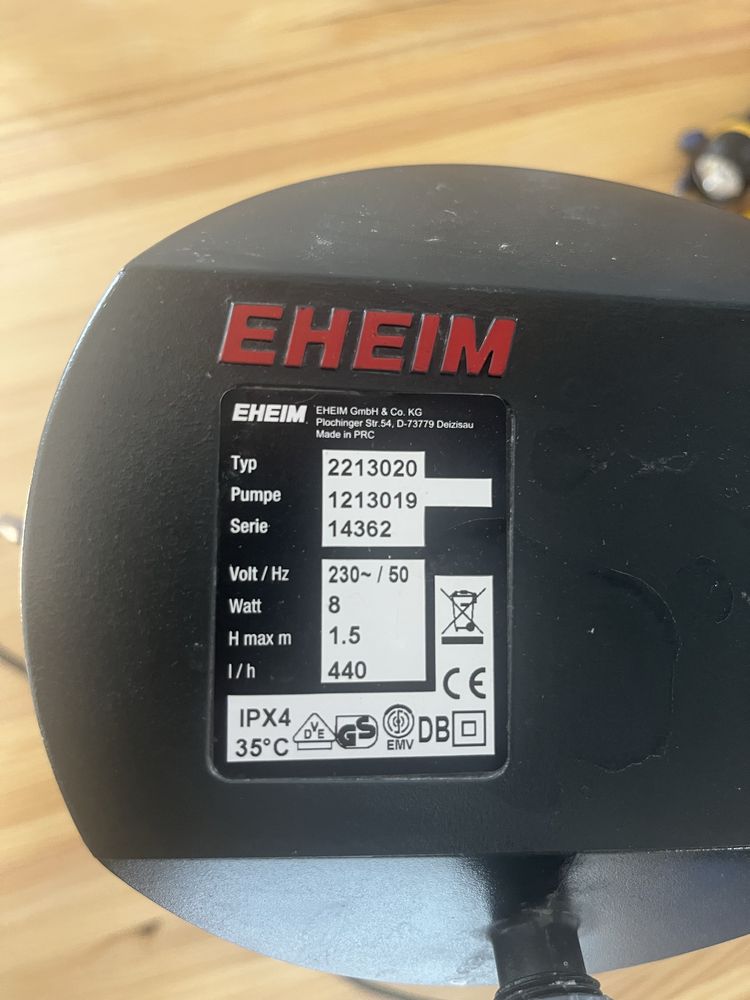 EHEIM
EHEIM
EHEIM GmbH & Co. KG
Plochinger Str.54, D-73779 Deizisau
Made in PRC
Typ 2213020
Pumpe 1213019
Serie 14362
Volt / Hz 230~ / 50
Watt 8
H max m 1.5
l / h 440
CE
IPX4
35°C
DVE
GS
EMV
DB